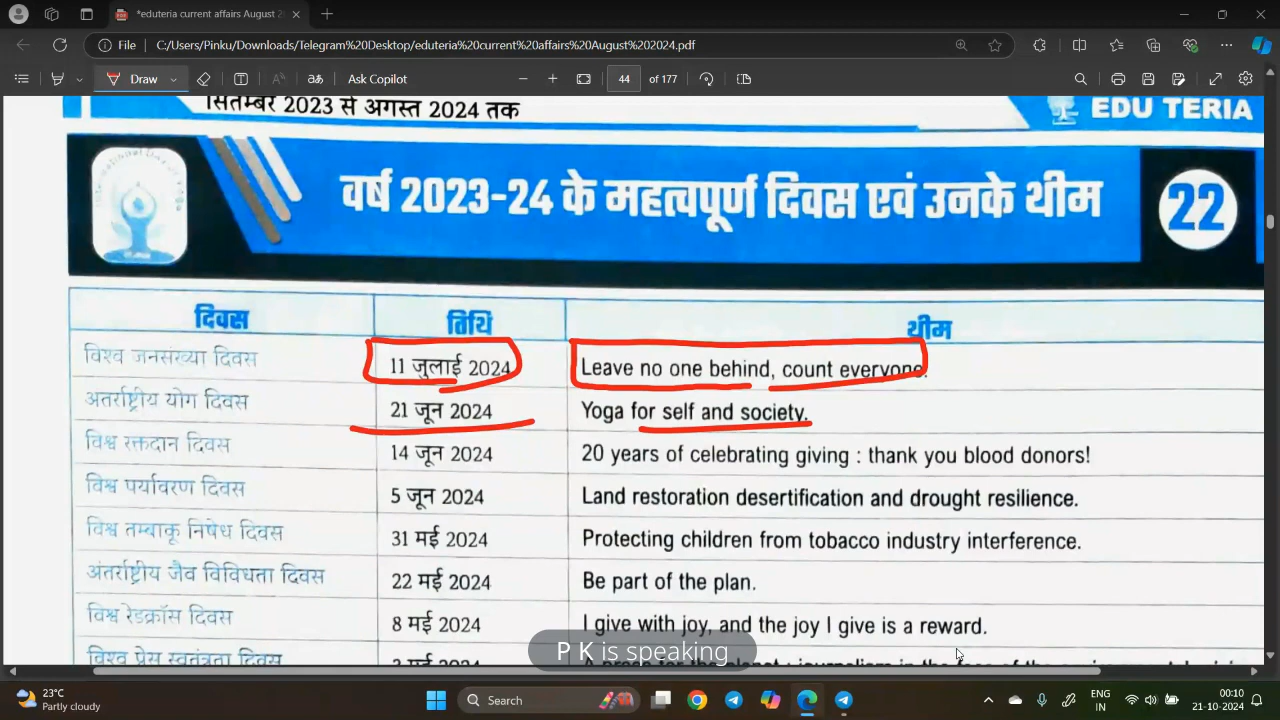 *eduteria current affairs August 2
File C:/Users/Pinku/Downloads/Telegram%20Desktop/eduteria%20current%20affairs%20August%202024.pdf
Draw Ask Copilot 44 of 177
सितम्बर 2023 से अगस्त 2024 तक
EDU TERIA
वर्ष 2023-24 के महत्वपूर्ण दिवस एवं उनके थीम 22
दिवस तिथि थीम
विश्व जनसंख्या दिवस 11 जुलाई 2024 Leave no one behind, count everyone.
अतर्राष्ट्रीय योग दिवस 21 जून 2024 Yoga for self and society.
विश्व रक्तदान दिवस 14 जून 2024 20 years of celebrating giving : thank you blood donors!
विश्व पर्यावरण दिवस 5 जून 2024 Land restoration desertification and drought resilience.
विश्व तम्बाकू निषेध दिवस 31 मई 2024 Protecting children from tobacco industry interference.
अंतर्राष्ट्रीय जैव विविधता दिवस 22 मई 2024 Be part of the plan.
विश्व रेडक्रॉस दिवस 8 मई 2024 I give with joy, and the joy I give is a reward.
विश्व प्रेस स्वतंत्रता दिवस
P K is speaking
23°C
Partly cloudy
Search
ENG
IN
00:10
21-10-2024